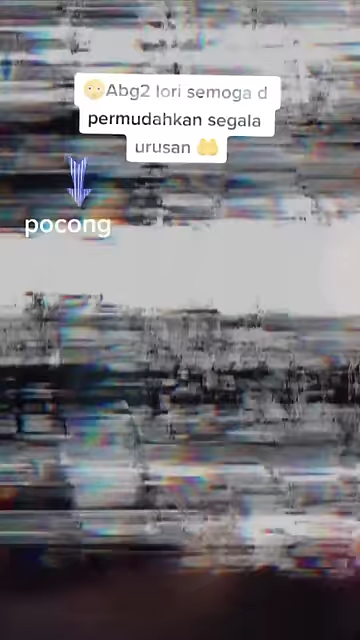 😳Abg2 lori semoga d
permudahkan segala
urusan 🤲
pocong